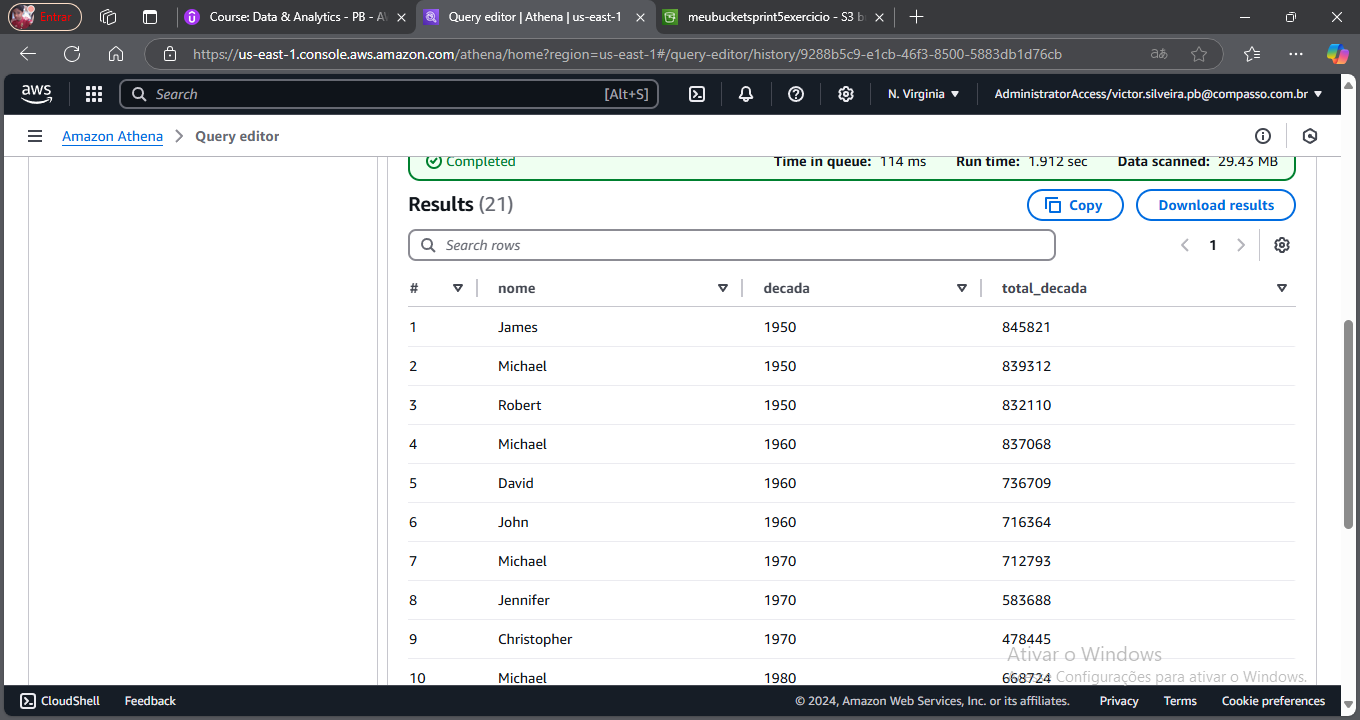 Entrar
Course: Data & Analytics - PB - AW
Query editor | Athena | us-east-1
meubucketsprint5exercicio - S3 b
https://us-east-1.console.aws.amazon.com/athena/home?region=us-east-1#/query-editor/history/9288b5c9-e1cb-46f3-8500-5883db1d76cb
aあ
aws
Search
[Alt+S]
N. Virginia
AdministratorAccess/victor.silveira.pb@compasso.com.br
Amazon Athena > Query editor
Completed
Time in queue: 114 ms
Run time: 1.912 sec
Data scanned: 29.43 MB
Results (21)
Copy
Download results
Search rows
1
# nome decada total_decada
1 James 1950 845821
2 Michael 1950 839312
3 Robert 1950 832110
4 Michael 1960 837068
5 David 1960 736709
6 John 1960 716364
7 Michael 1970 712793
8 Jennifer 1970 583688
9 Christopher 1970 478445
Ativar o Windows
10 Michael 1980
Configurações para ativar o Windows.
CloudShell
Feedback
© 2024, Amazon Web Services, Inc. or its affiliates.
Privacy
Terms
Cookie preferences